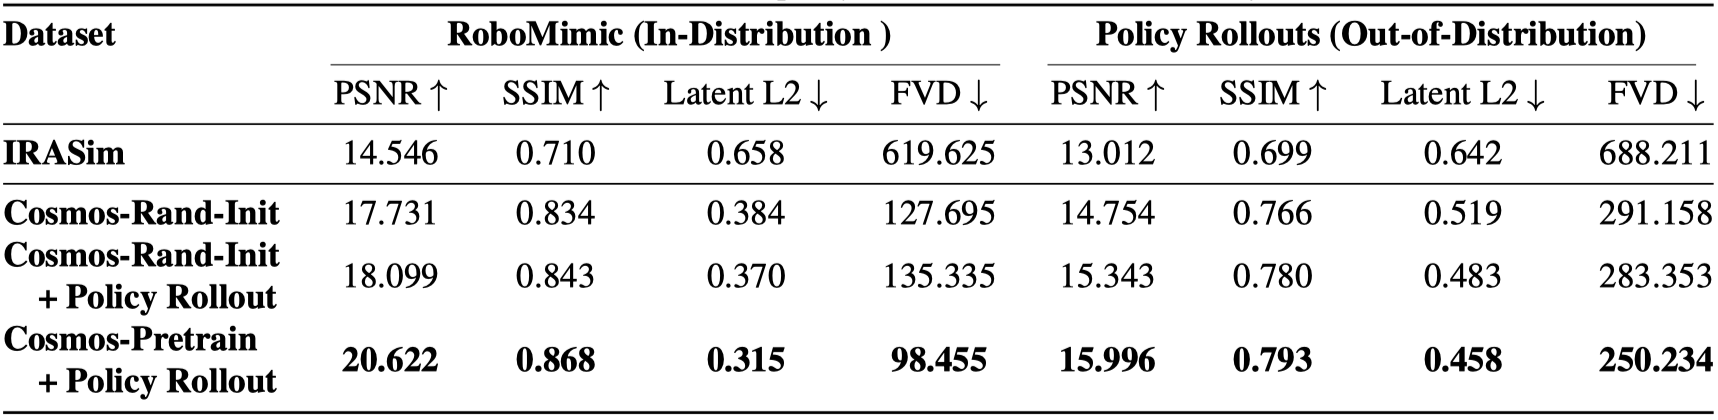 Dataset RoboMimic (In-Distribution ) Policy Rollouts (Out-of-Distribution)
PSNR ↑ SSIM ↑ Latent L2 ↓ FVD ↓ PSNR ↑ SSIM ↑ Latent L2 ↓ FVD ↓
IRASim 14.546 0.710 0.658 619.625 13.012 0.699 0.642 688.211
Cosmos-Rand-Init 17.731 0.834 0.384 127.695 14.754 0.766 0.519 291.158
Cosmos-Rand-Init
+ Policy Rollout 18.099 0.843 0.370 135.335 15.343 0.780 0.483 283.353
Cosmos-Pretrain
+ Policy Rollout 20.622 0.868 0.315 98.455 15.996 0.793 0.458 250.234